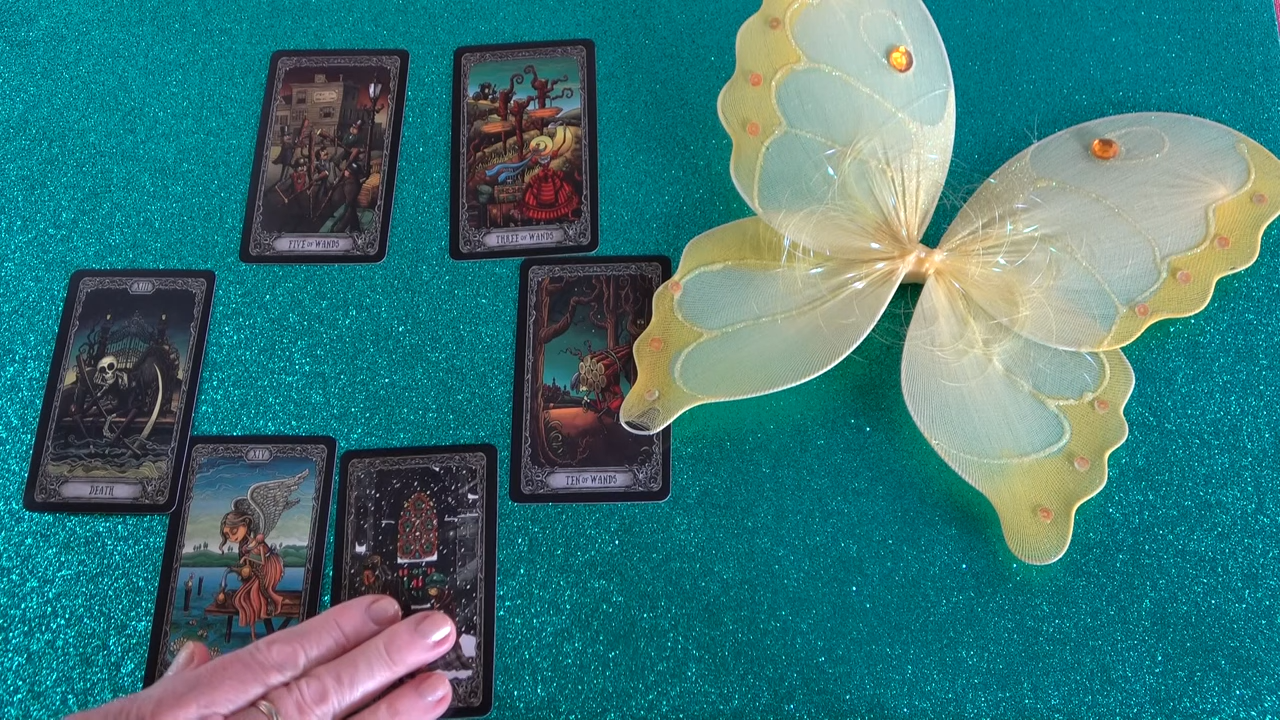 FIVE OF WANDS
THREE OF WANDS
XIII
DEATH
TEN OF WANDS
XIV